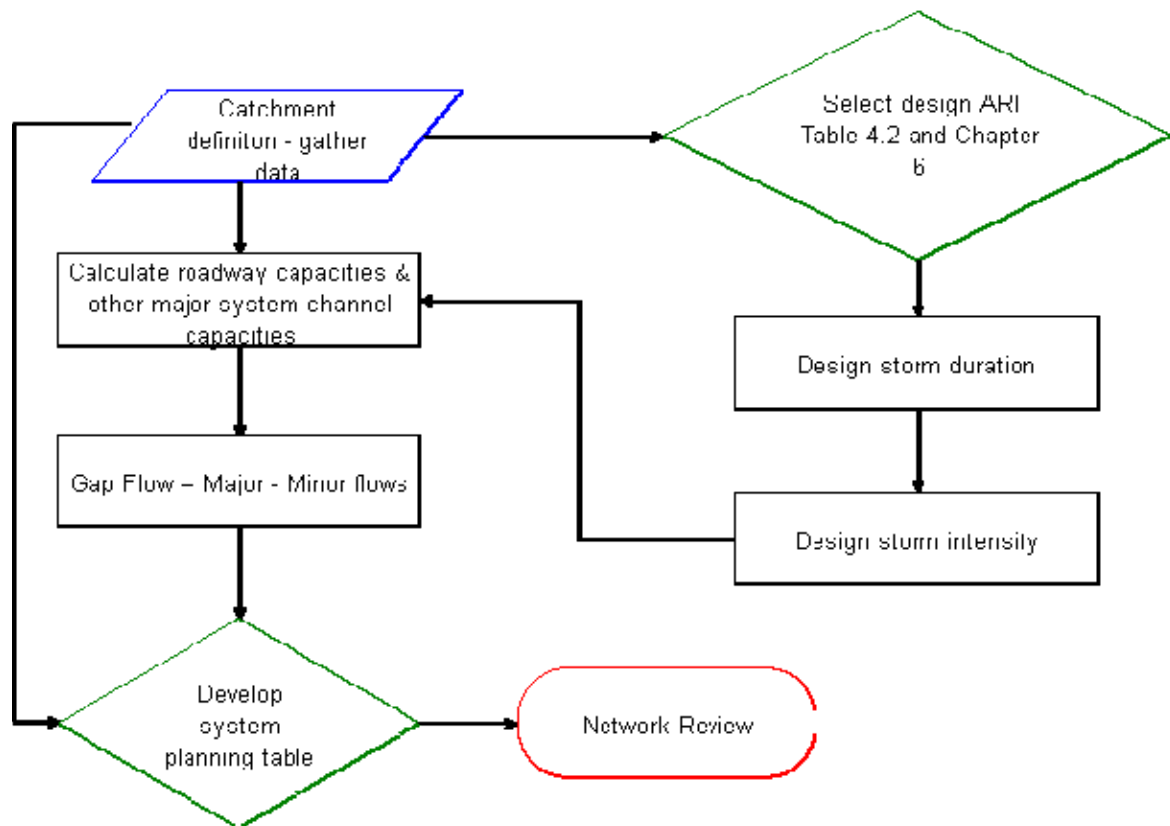 Catchment
definiton - gather
data
Select design ARI
Table 4.2 and Chapter
6
Calculate roadway capacities &
other major system channel
capacities
Design storm duration
Gap Flow – Major - Minor flows
Design storm intensity
Develop
system
planning table
Network Review